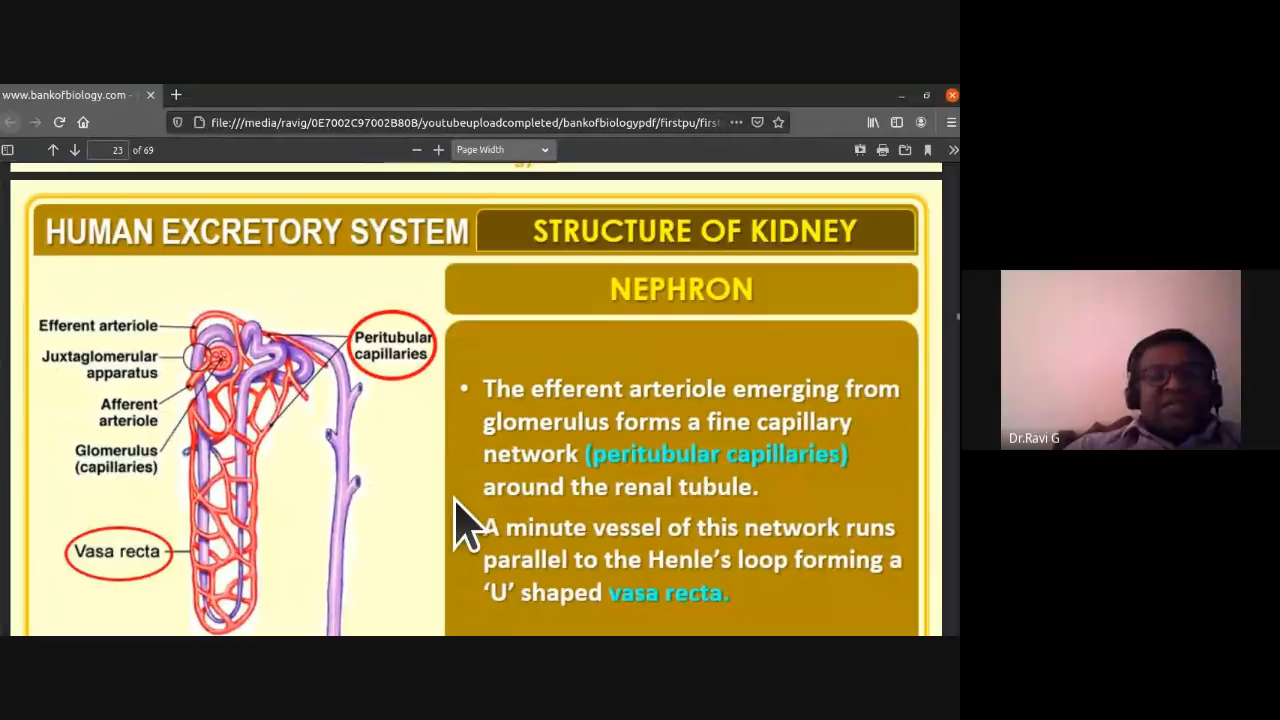 www.bankofbiology.com -
file:///media/ravig/0E7002C97002B80B/youtubeuploadcompleted/bankofbiologypdf/firstpu/first
23 of 69
Page Width
HUMAN EXCRETORY SYSTEM
STRUCTURE OF KIDNEY
NEPHRON
Efferent arteriole
Juxtaglomerular
apparatus
Afferent
arteriole
Glomerulus
(capillaries)
Vasa recta
Peritubular
capillaries
• The efferent arteriole emerging from
glomerulus forms a fine capillary
network (peritubular capillaries)
around the renal tubule.
A minute vessel of this network runs
parallel to the Henle’s loop forming a
‘U’ shaped vasa recta.
Dr.Ravi G